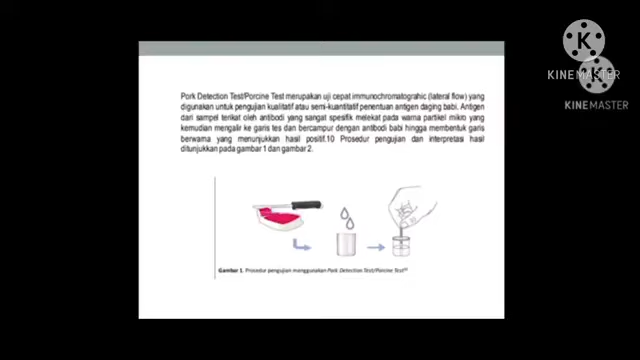 Pork Detection Test/Porcine Test merupakan uji cepat immunochromatograhic (lateral flow) yang
digunakan untuk pengujian kualitatif atau semi-kuantitatif penentuan antigen daging babi. Antigen
dari sampel terikat oleh antibodi yang sangat spesifik melekat pada warna partikel mikro yang
kemudian mengalir ke garis tes dan bercampur dengan antibodi babi hingga membentuk garis
berwarna yang menunjukkan hasil positif.10 Prosedur pengujian dan interpretasi hasil
ditunjukkan pada gambar 1 dan gambar 2.
Gambar 1. Prosedur pengujian menggunakan Pork Detection Test/Porcine Test
K
KINEMASTER
K
KINEMASTER